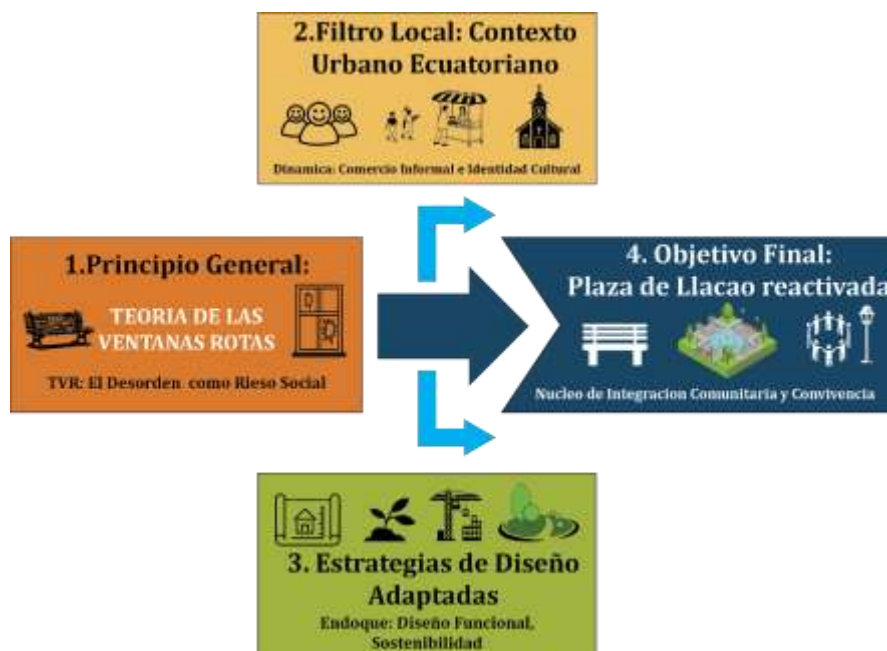 2.Filtro Local: Contexto
Urbano Ecuatoriano
Dinamica: Comercio Informal e Identidad Cultural
1.Principio General:
TEORIA DE LAS
VENTANAS ROTAS
TVR: El Desorden como Rieso Social
4. Objetivo Final:
Plaza de Llacao reactivada
Nucleo de Integracion Comunitaria y Convivencia
3. Estrategias de Diseño
Adaptadas
Endoque: Diseño Funcional,
Sostenibilidad